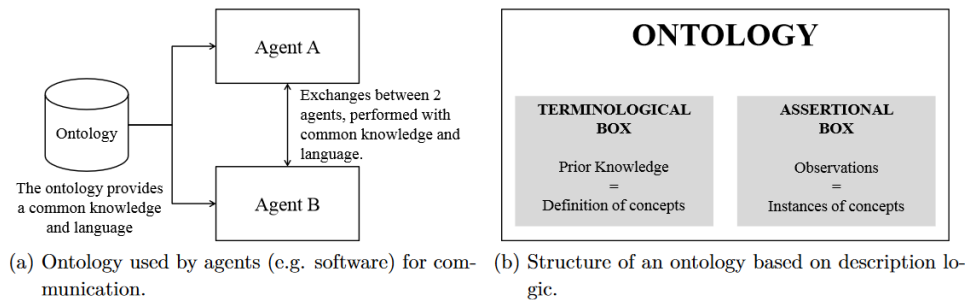 Agent A
Ontology
Exchanges between 2
agents, performed with
common knowledge and
language.
The ontology provides
a common knowledge
and language
Agent B
(a) Ontology used by agents (e.g. software) for com-
munication.
ONTOLOGY
TERMINOLOGICAL
BOX
Prior Knowledge
=
Definition of concepts
ASSERTIONAL
BOX
Observations
=
Instances of concepts
(b) Structure of an ontology based on description lo-
gic.